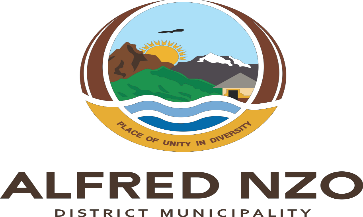 PLACE OF UNITY IN DIVERSITY
ALFRED NZO
DISTRICT MUNICIPALITY